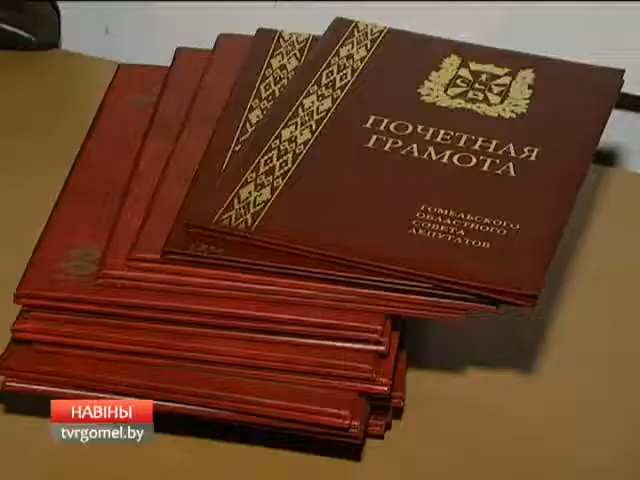 ПОЧЕТНАЯ
ГРАМОТА
ГОМЕЛЬСКОГО
ОБЛАСТНОГО
СОВЕТА
ДЕПУТАТОВ
НАВІНЫ
tvrgomel.by